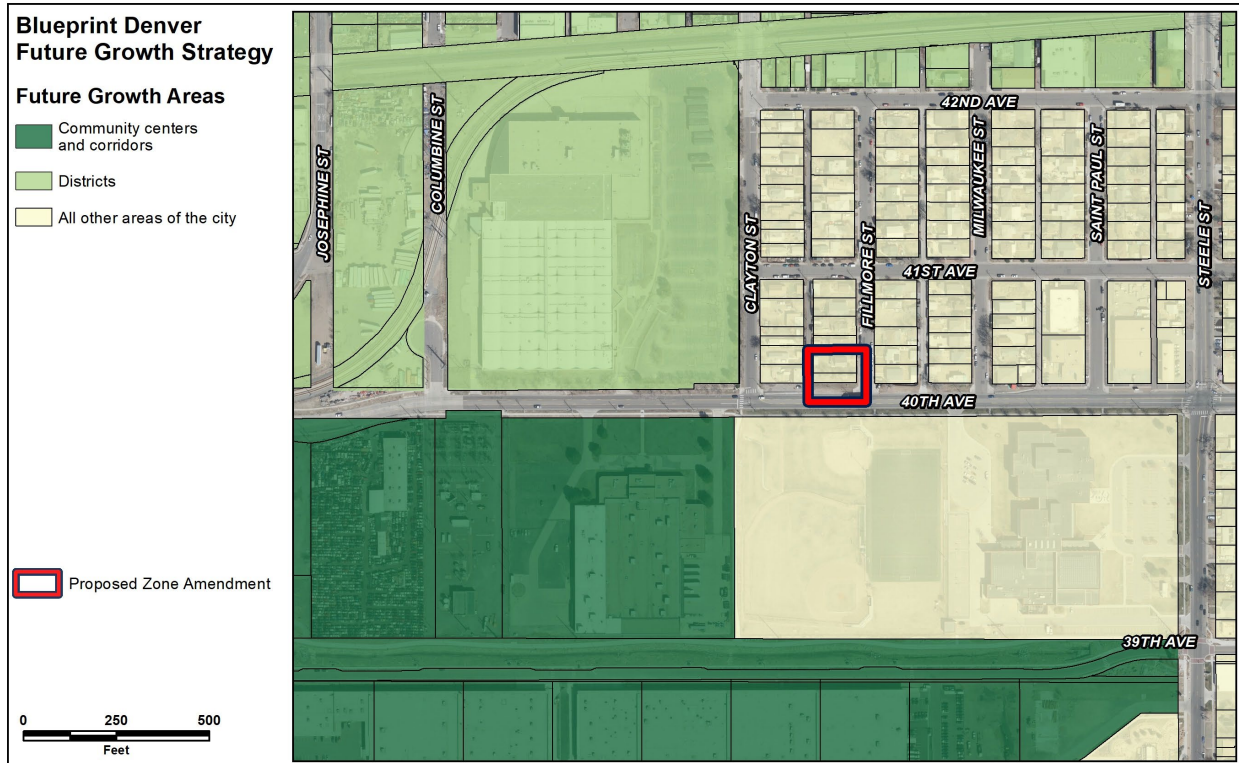 Blueprint Denver
Future Growth Strategy
Future Growth Areas
Community centers
and corridors
Districts
All other areas of the city
Proposed Zone Amendment
0 250 500
Feet
JOSEPHINE ST
COLUMBINE ST
CLAYTON ST
FILLMORE ST
MILWAUKEE ST
SAINT PAUL ST
STEELE ST
42ND AVE
41ST AVE
40TH AVE
39TH AVE